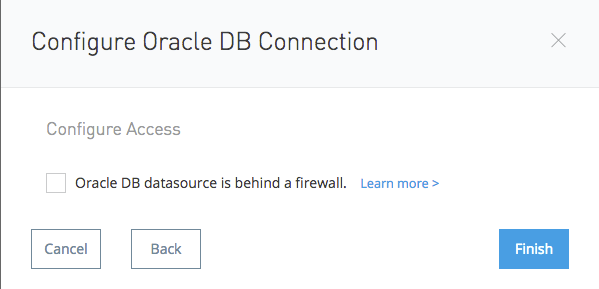 Configure Oracle DB Connection
Configure Access
Oracle DB datasource is behind a firewall. Learn more >
Cancel Back Finish